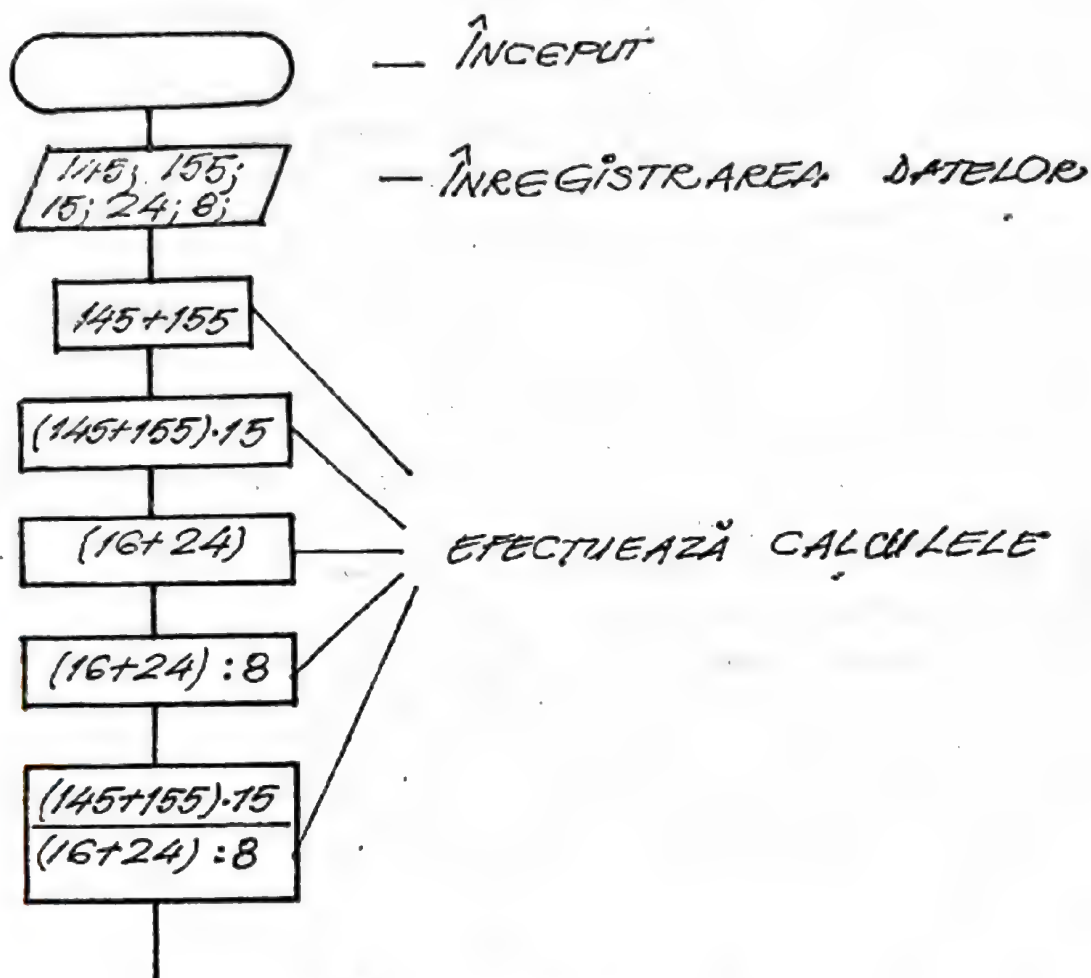 — ÎNCEPUT
145; 155;
15; 24; 8;
— ÎNREGISTRAREA DATELOR
145+155
(145+155)·15
(16+24)
EFECTUEAZĂ CALCULELE
(16+24) : 8
(145+155)·15
(16+24) : 8